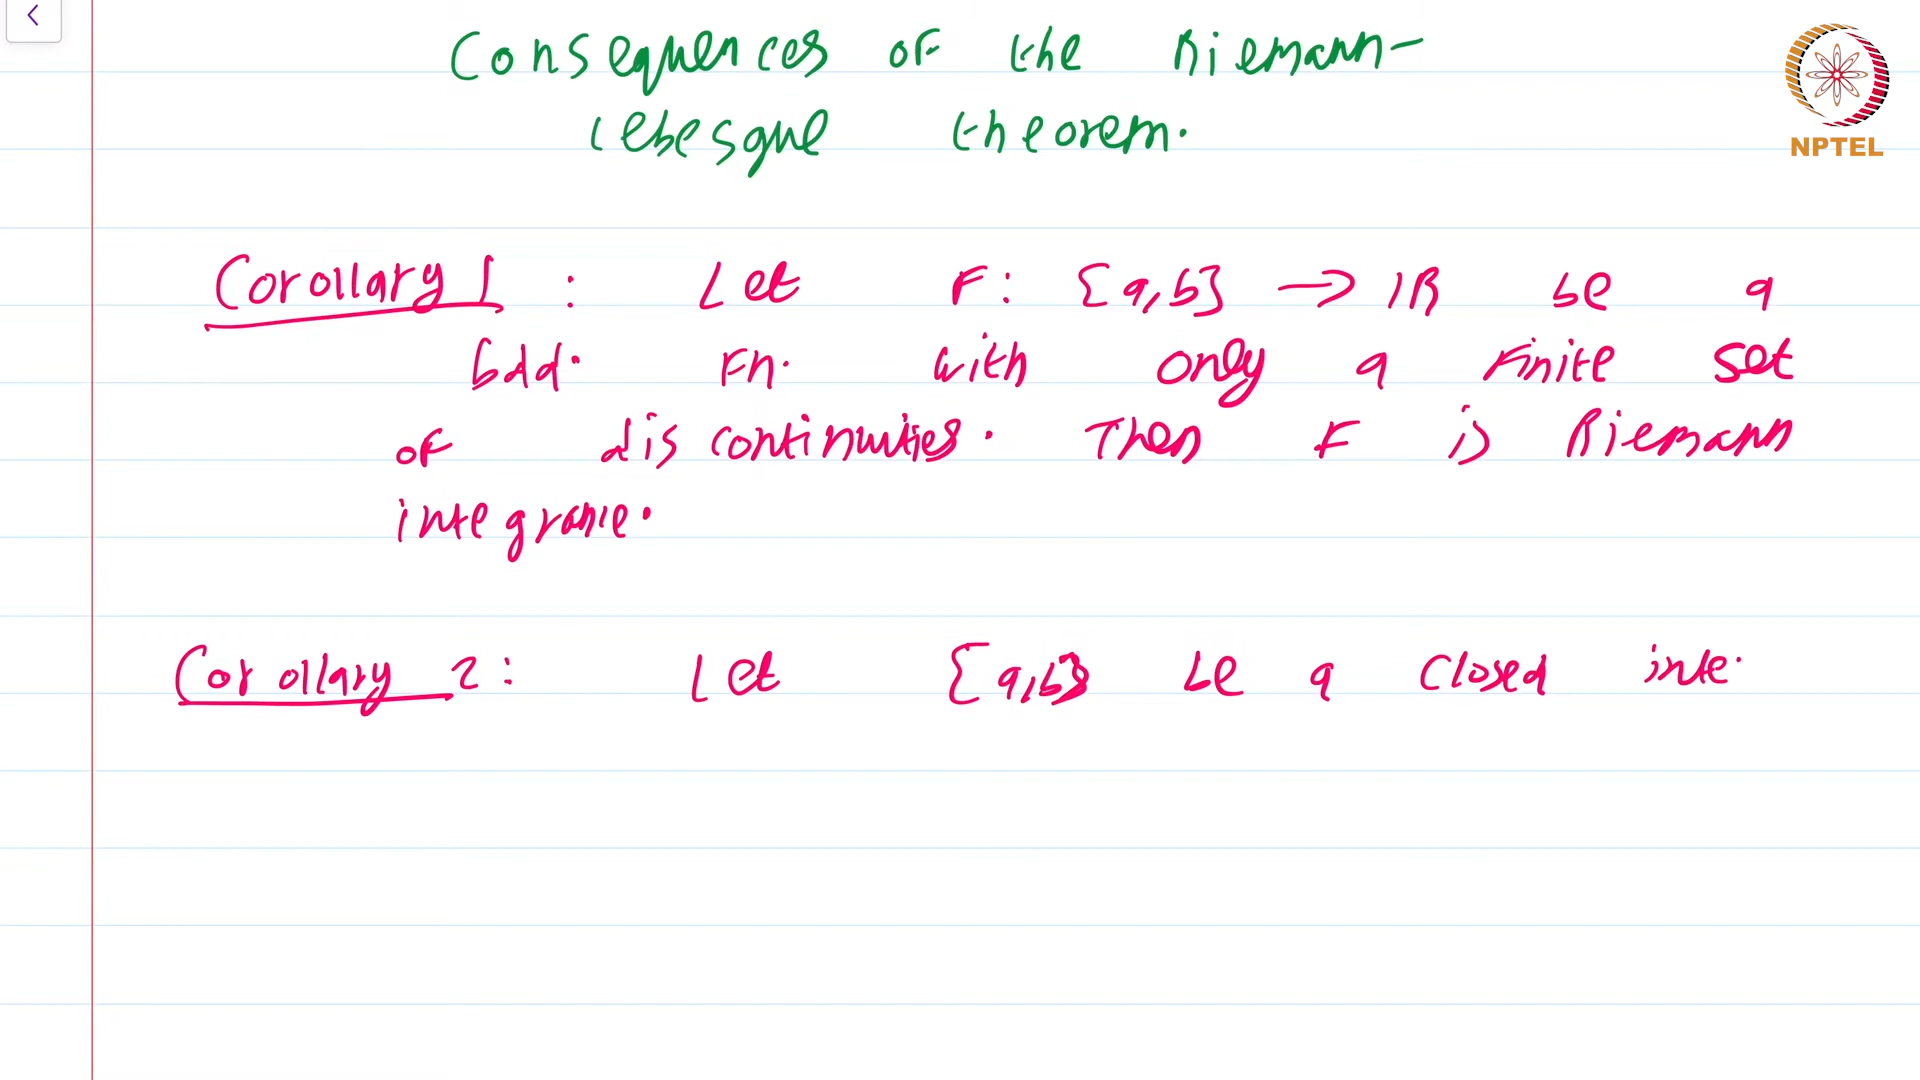 Consequences of the Riemann-
Lebesgue theorem.
NPTEL
Corollary 1 : Let F: [a,b] → ℝ be a
bdd. Fn. with only a finite set
of discontinuities. Then F is Riemann
integrable.
Corollary 2: Let [a,b] be a closed inte.